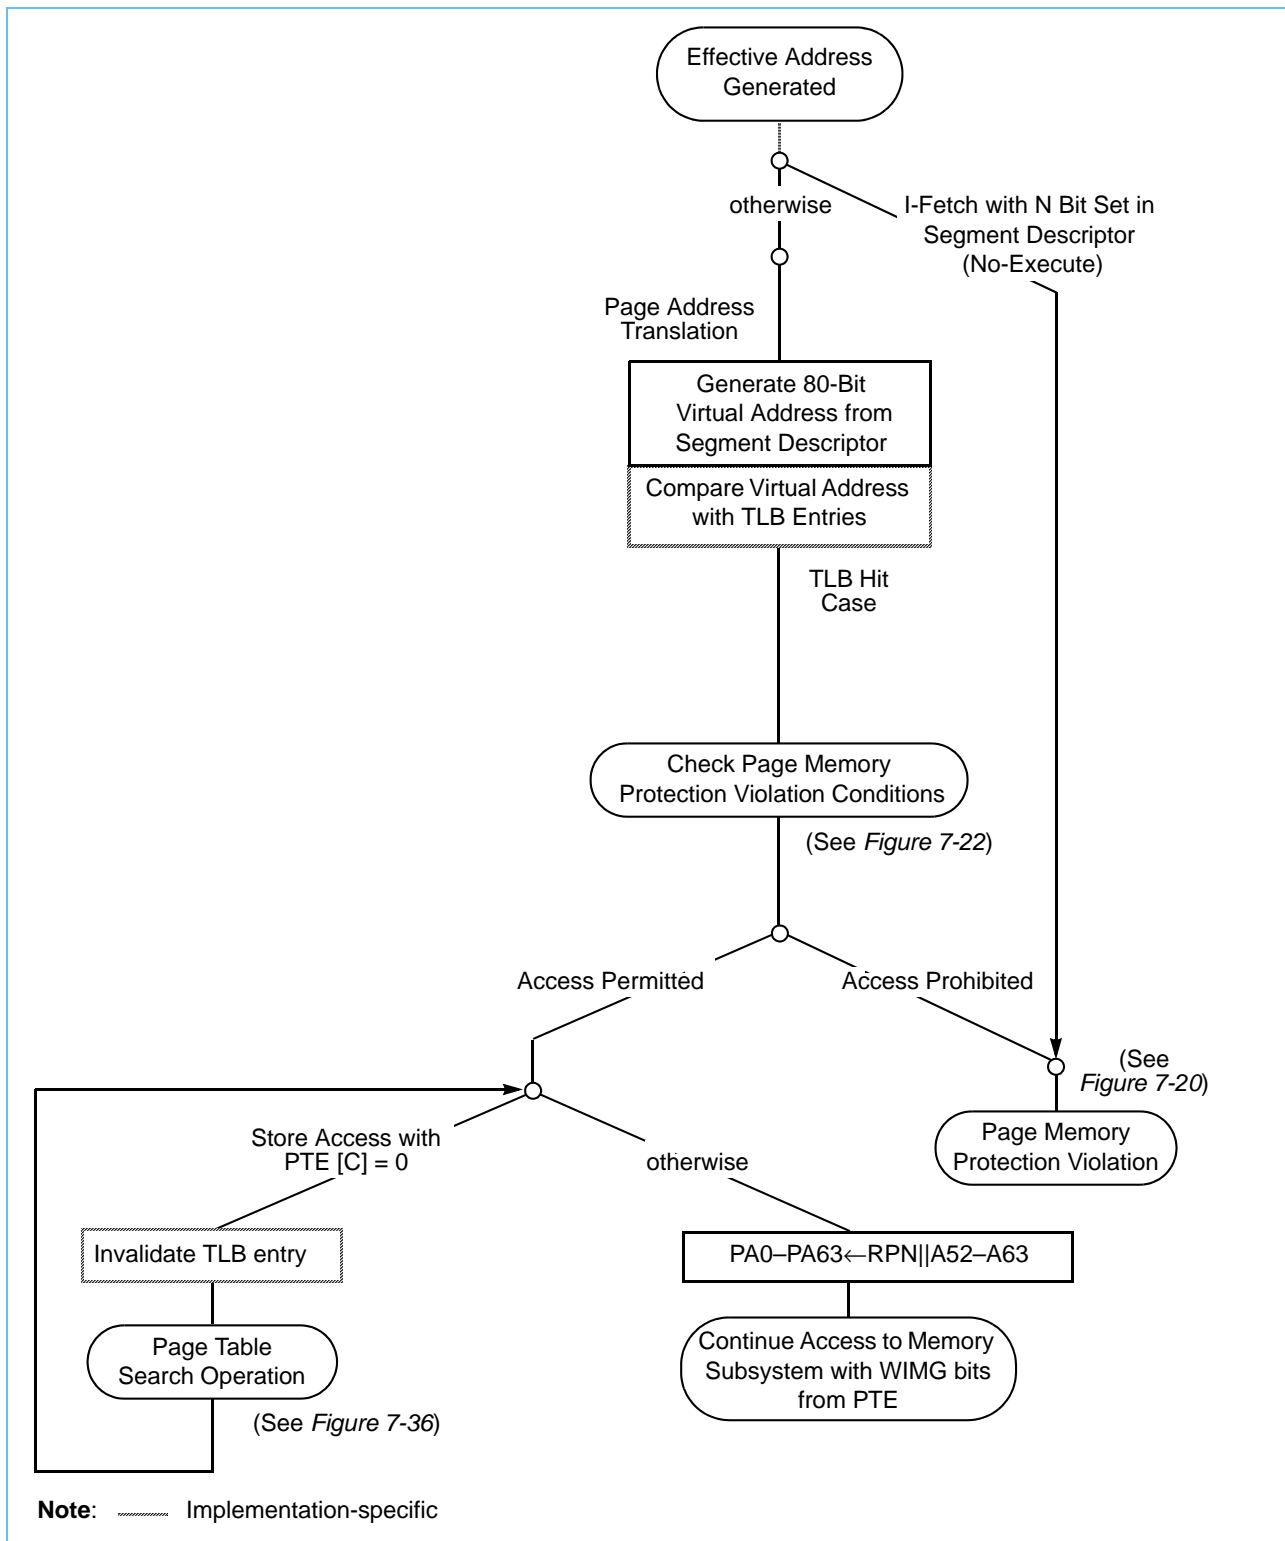 Effective Address
Generated
otherwise
I-Fetch with N Bit Set in
Segment Descriptor
(No-Execute)
Page Address
Translation
Generate 80-Bit
Virtual Address from
Segment Descriptor
Compare Virtual Address
with TLB Entries
TLB Hit
Case
Check Page Memory
Protection Violation Conditions
(See Figure 7-22)
Access Permitted
Access Prohibited
(See
Figure 7-20)
Page Memory
Protection Violation
Store Access with
PTE [C] = 0
otherwise
Invalidate TLB entry
PA0–PA63←RPN||A52–A63
Page Table
Search Operation
(See Figure 7-36)
Continue Access to Memory
Subsystem with WIMG bits
from PTE
Note: Implementation-specific